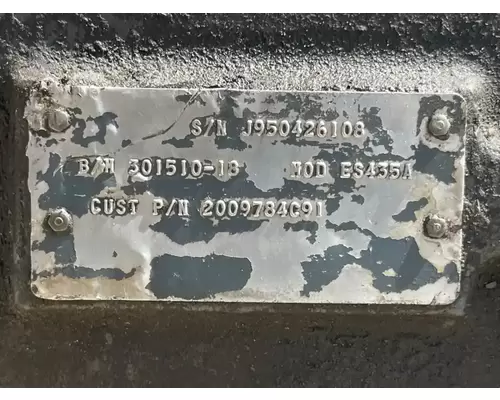 S/N J950426108
B/M 301510-18 MOD ES435A
CUST P/N 2009784C91